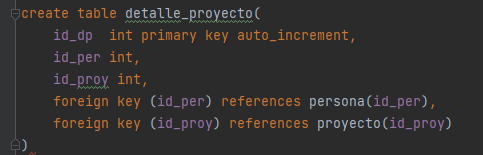 create table detalle_proyecto(
    id_dp  int primary key auto_increment,
    id_per int,
    id_proy int,
    foreign key (id_per) references persona(id_per),
    foreign key (id_proy) references proyecto(id_proy)
)